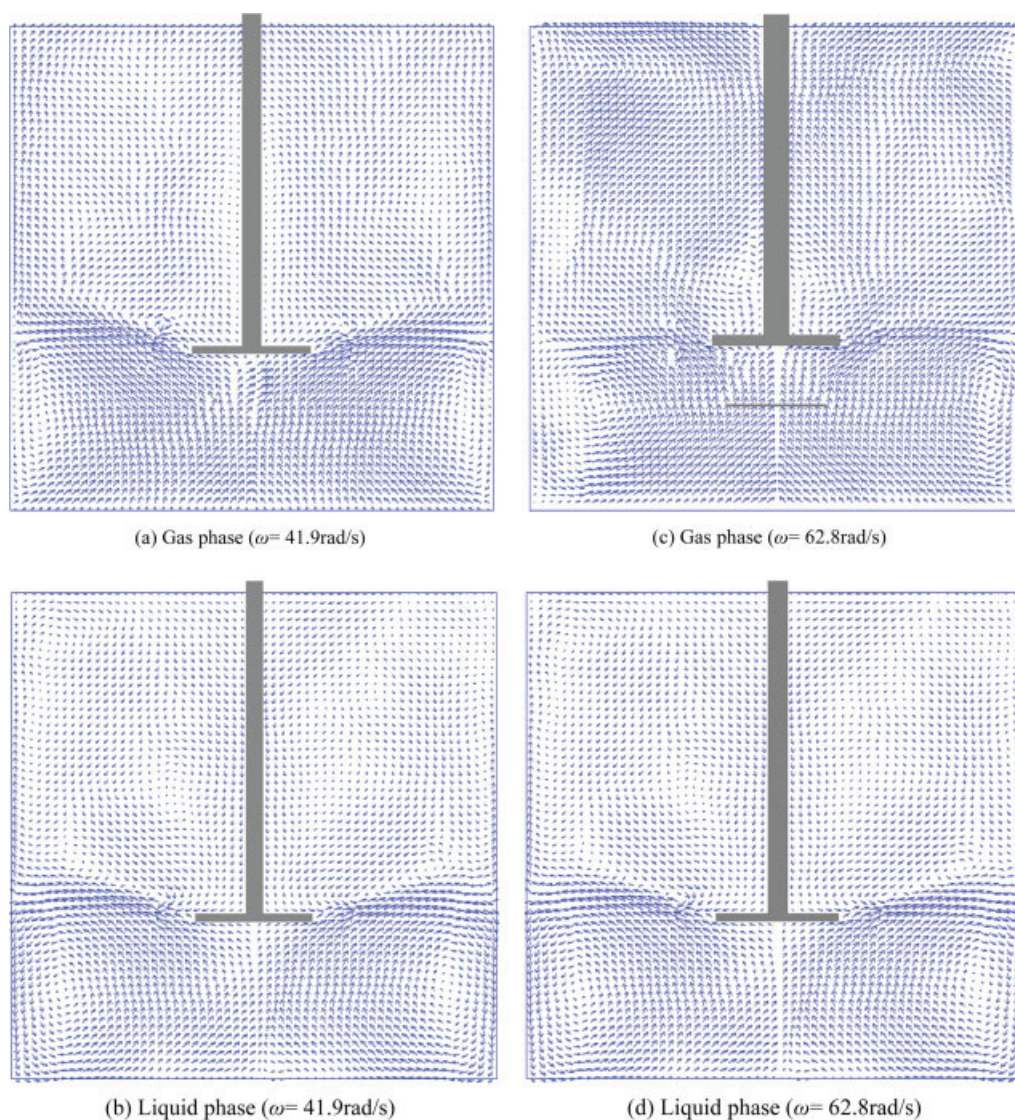 (a) Gas phase (ω= 41.9rad/s)
(c) Gas phase (ω= 62.8rad/s)
(b) Liquid phase (ω= 41.9rad/s)
(d) Liquid phase (ω= 62.8rad/s)